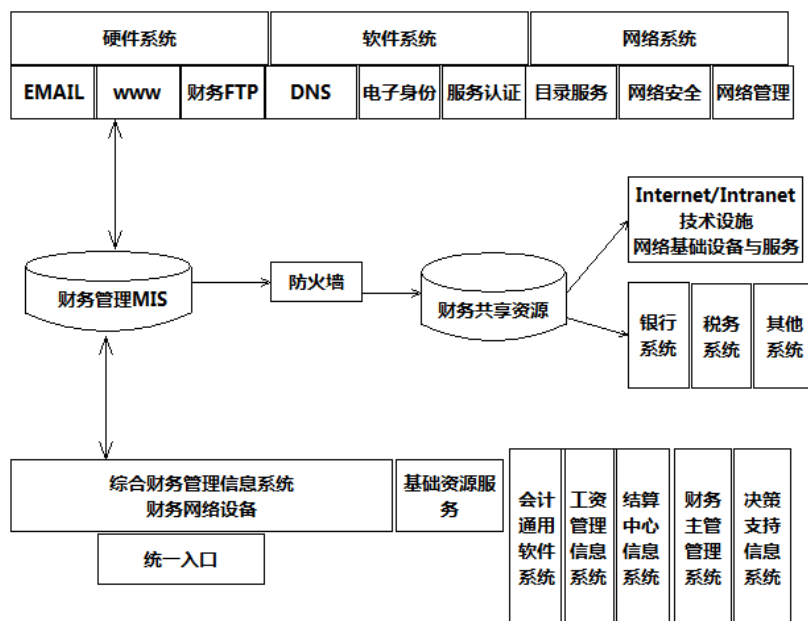 硬件系统
软件系统
网络系统
EMAIL
www
财务FTP
DNS
电子身份
服务认证
目录服务
网络安全
网络管理
Internet/Intranet
技术设施
网络基础设备与服务
财务管理MIS
防火墙
财务共享资源
银行
系统
税务
系统
其他
系统
综合财务管理信息系统
财务网络设备
基础资源服
务
统一入口
会计
通用
软件
系统
工资
管理
信息
系统
结算
中心
信息
系统
财务
主管
管理
系统
决策
支持
信息
系统